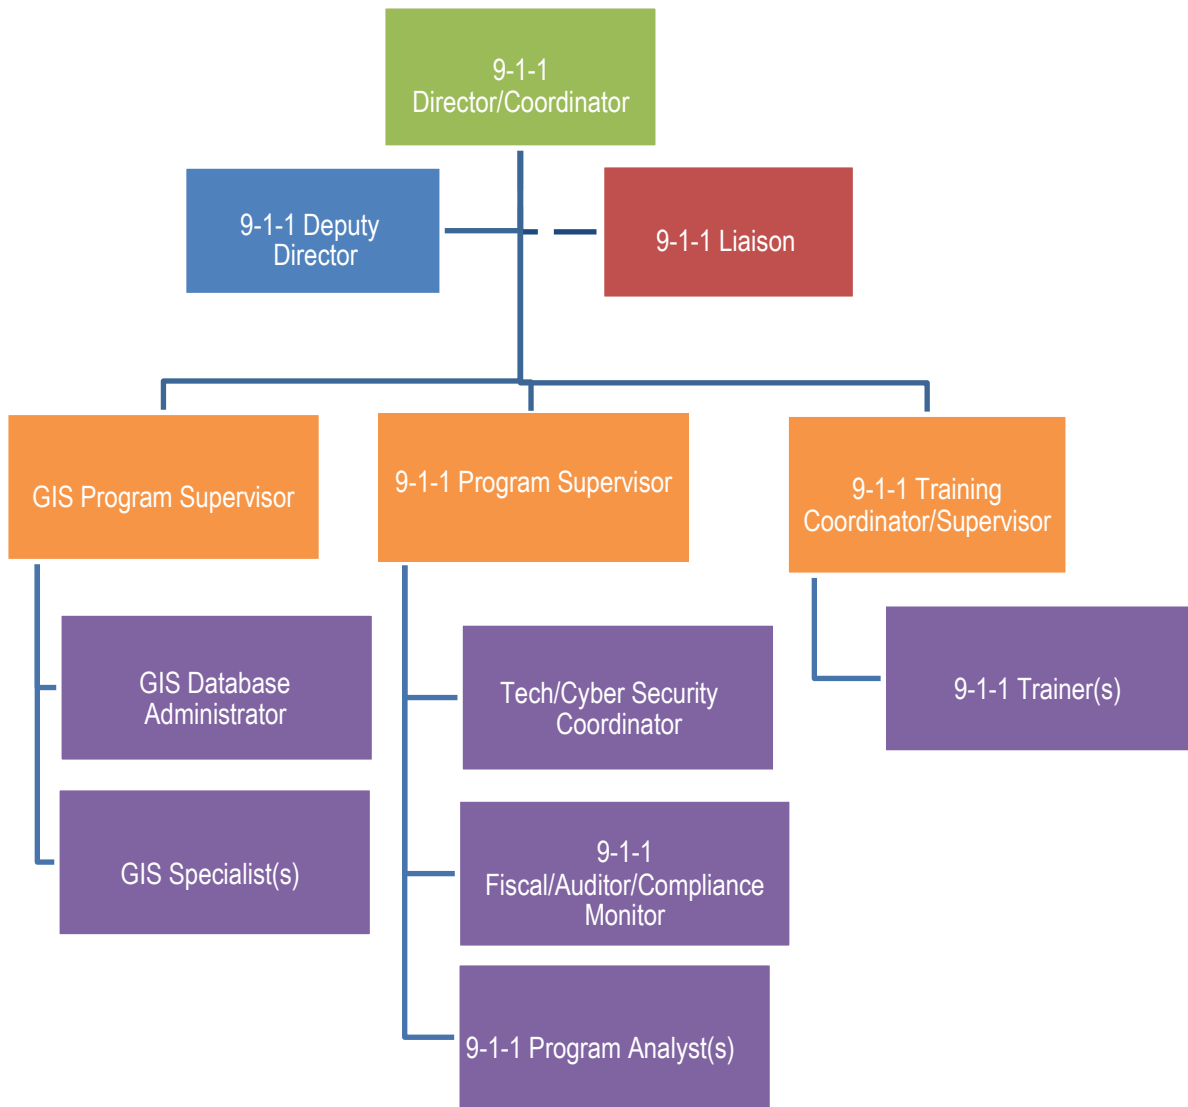 9-1-1
Director/Coordinator
9-1-1 Deputy
Director
9-1-1 Liaison
GIS Program Supervisor
9-1-1 Program Supervisor
9-1-1 Training
Coordinator/Supervisor
GIS Database
Administrator
Tech/Cyber Security
Coordinator
9-1-1 Trainer(s)
GIS Specialist(s)
9-1-1
Fiscal/Auditor/Compliance
Monitor
9-1-1 Program Analyst(s)